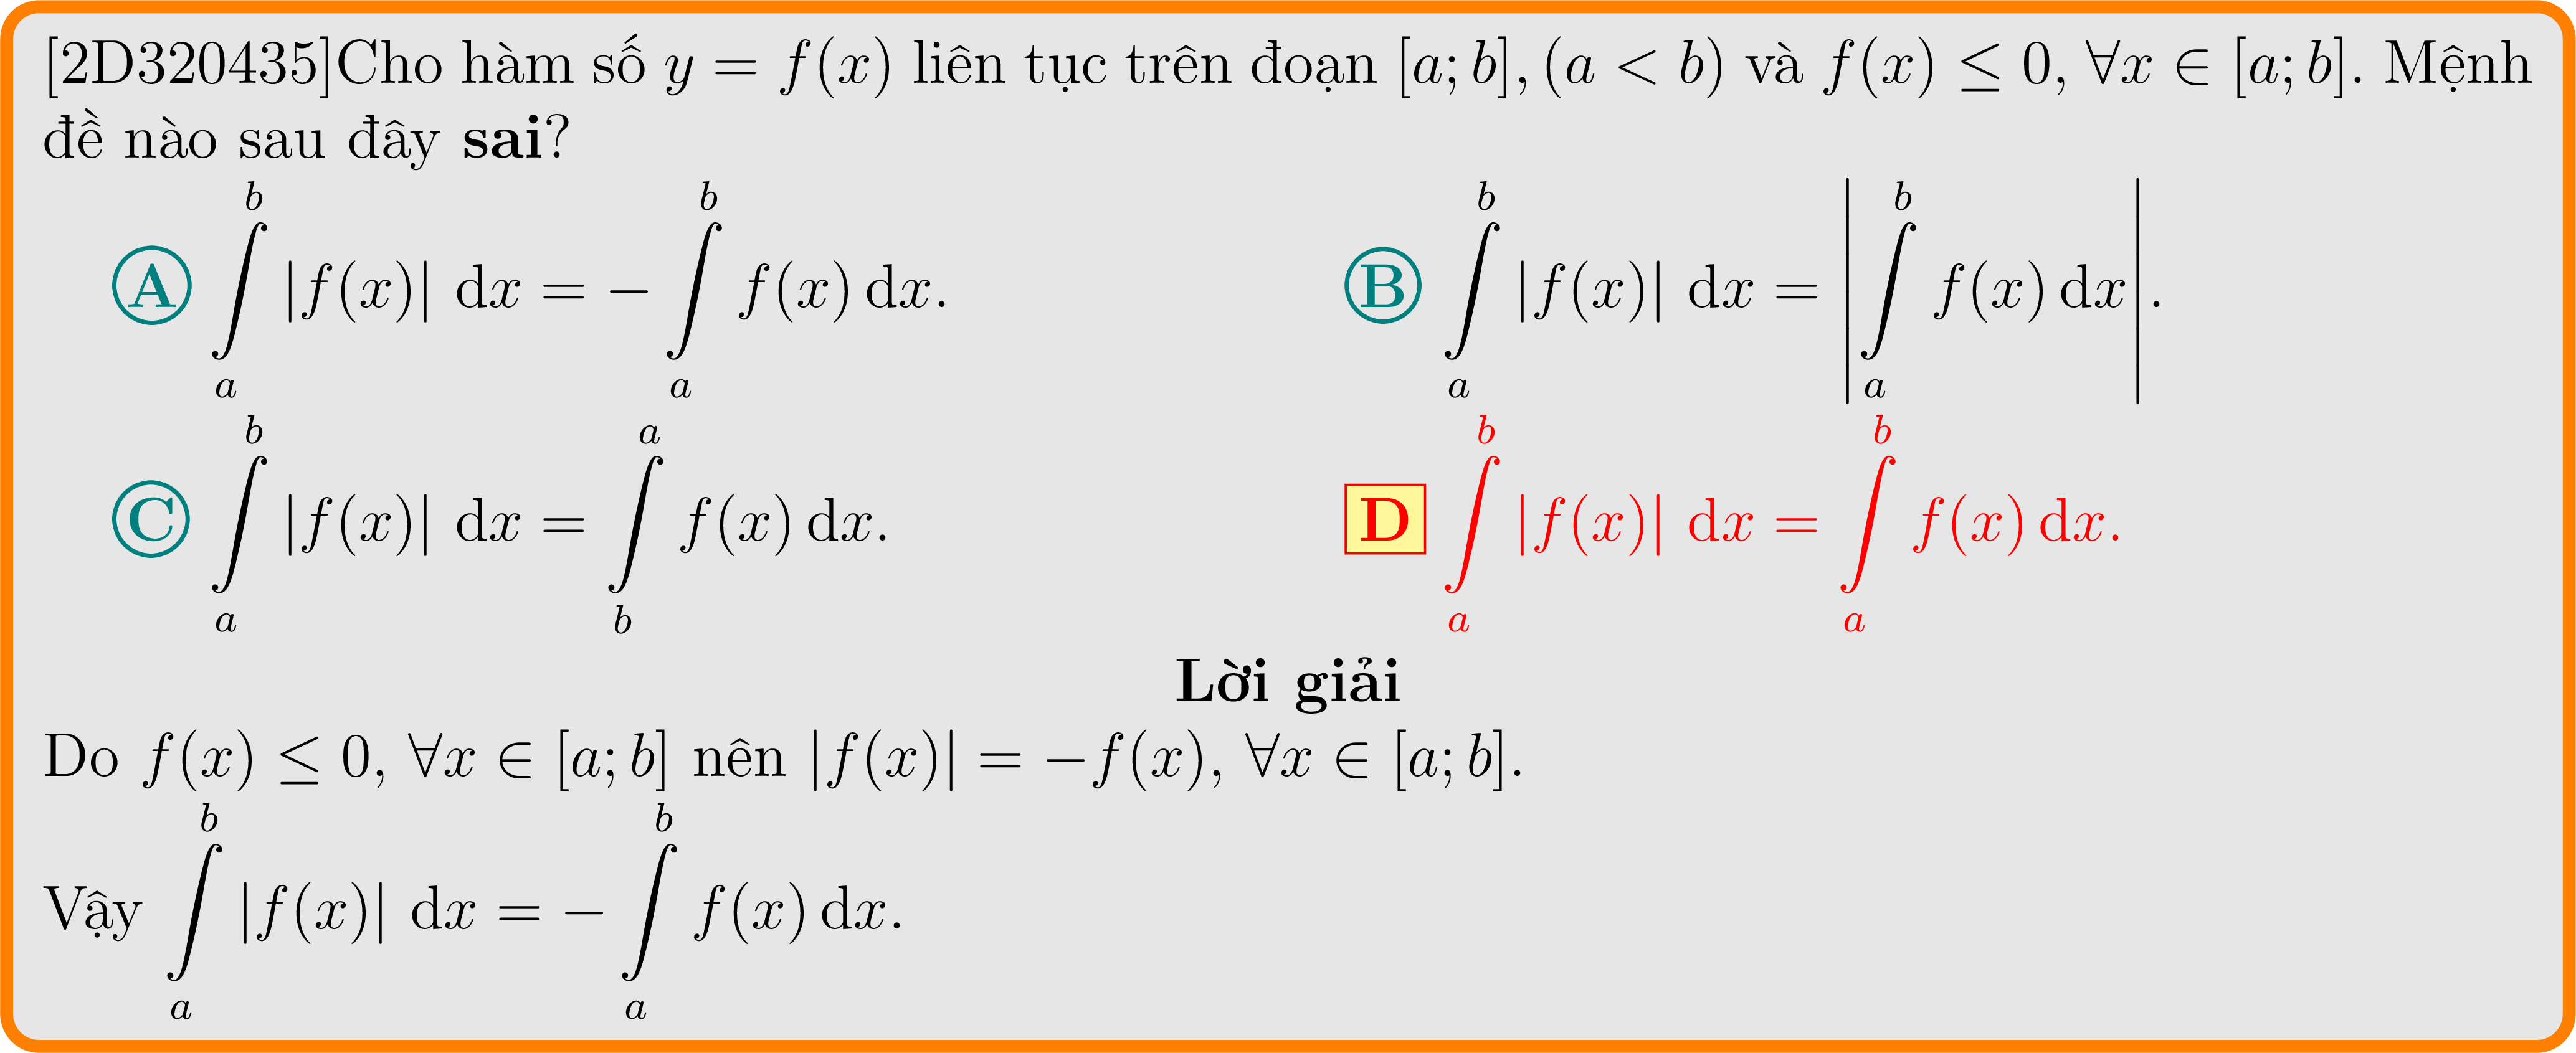 [2D320435]Cho hàm số $y = f(x)$ liên tục trên đoạn $[a; b], (a < b)$ và $f(x) \leq 0, \forall x \in [a; b]$. Mệnh
đề nào sau đây sai?
A $\int\limits_a^b |f(x)| \ \mathrm{d}x = -\int\limits_a^b f(x) \, \mathrm{d}x.$ B $\int\limits_a^b |f(x)| \ \mathrm{d}x = \left| \int\limits_a^b f(x) \, \mathrm{d}x \right|.$
C $\int\limits_a^b |f(x)| \ \mathrm{d}x = \int\limits_b^a f(x) \, \mathrm{d}x.$ D $\int\limits_a^b |f(x)| \ \mathrm{d}x = \int\limits_a^b f(x) \, \mathrm{d}x.$
Lời giải
Do $f(x) \leq 0, \forall x \in [a; b]$ nên $|f(x)| = -f(x), \forall x \in [a; b]$.
Vậy $\int\limits_a^b |f(x)| \ \mathrm{d}x = -\int\limits_a^b f(x) \, \mathrm{d}x.$